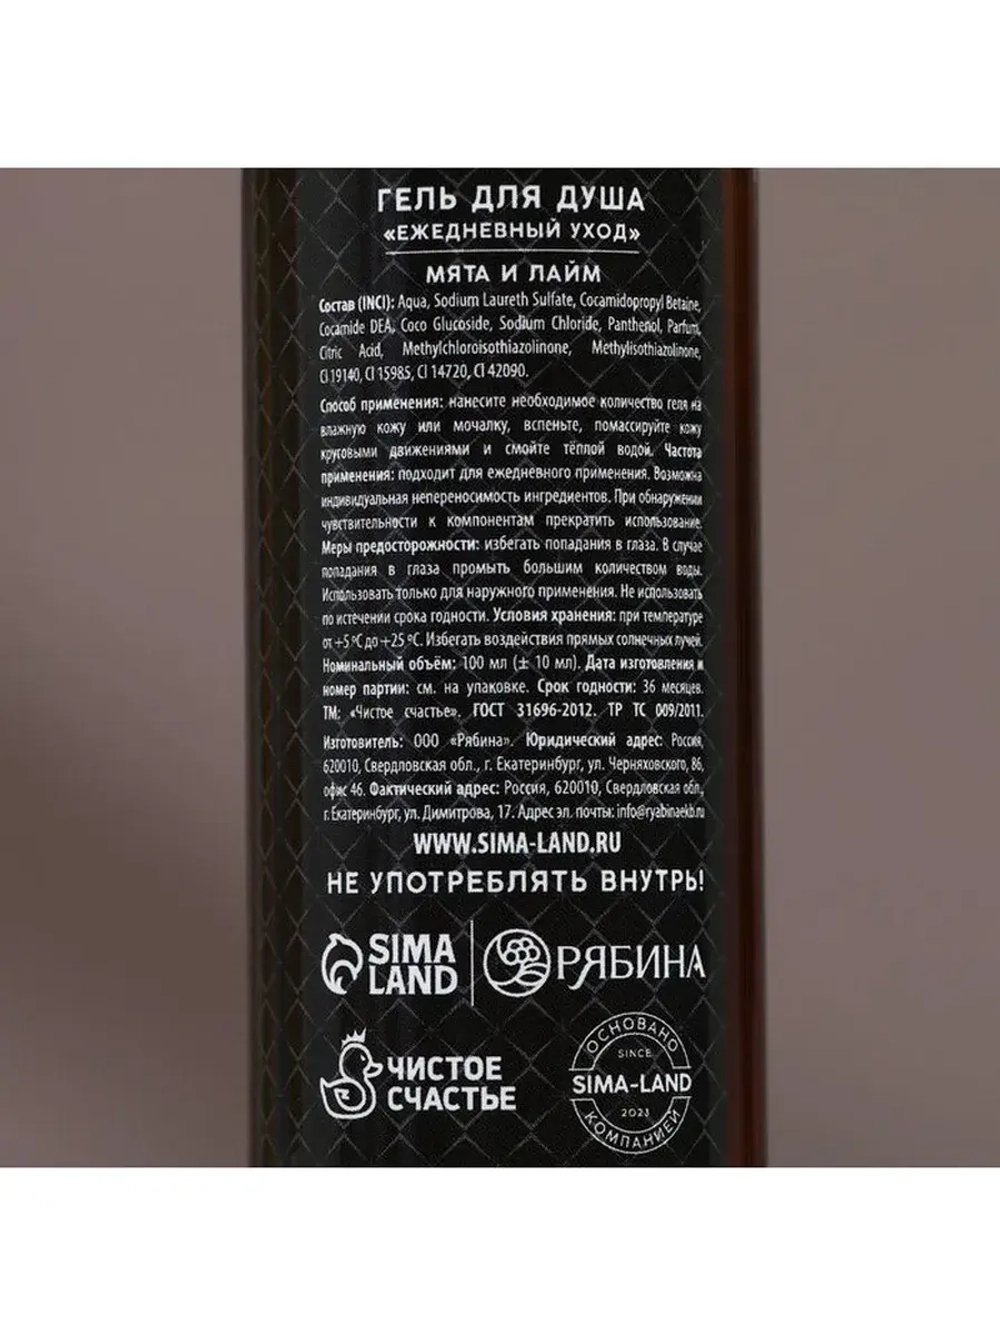 ГЕЛЬ ДЛЯ ДУША
«ЕЖЕДНЕВНЫЙ УХОД»
МЯТА И ЛАЙМ
Состав (INCI): Aqua, Sodium Laureth Sulfate, Cocamidopropyl Betaine,
Cocamide DEA, Coco Glucoside, Sodium Chloride, Panthenol, Parfum,
Citric Acid, Methylchloroisothiazolinone, Methylisothiazolinone,
CI 19140, CI 15985, CI 14720, CI 42090.
Способ применения: нанесите необходимое количество геля на
влажную кожу или мочалку, вспеньте, помассируйте кожу
круговыми движениями и смойте тёплой водой. Частота
применения: подходит для ежедневного применения. Возможна
индивидуальная непереносимость ингредиентов. При обнаружении
чувствительности к компонентам прекратить использование.
Меры предосторожности: избегать попадания в глаза. В случае
попадания в глаза промыть большим количеством воды.
Использовать только для наружного применения. Не использовать
по истечении срока годности. Условия хранения: при температуре
от +5 ºС до +25 ºС. Избегать воздействия прямых солнечных лучей.
Номинальный объём: 100 мл (± 10 мл). Дата изготовления и
номер партии: см. на упаковке. Срок годности: 36 месяцев.
ТМ: «Чистое счастье». ГОСТ 31696-2012. ТР ТС 009/2011.
Изготовитель: ООО «Рябина». Юридический адрес: Россия,
620010, Свердловская обл., г. Екатеринбург, ул. Черняховского, 86,
офис 46. Фактический адрес: Россия, 620010, Свердловская обл.,
г. Екатеринбург, ул. Димитрова, 17. Адрес эл. почты: info@ryabinaekb.ru
WWW.SIMA-LAND.RU
НЕ УПОТРЕБЛЯТЬ ВНУТРЬ!
SIMA LAND
РЯБИНА
ЧИСТОЕ
СЧАСТЬЕ
ОСНОВАНО
SINCE
SIMA-LAND
2023
КОМПАНИЕЙ